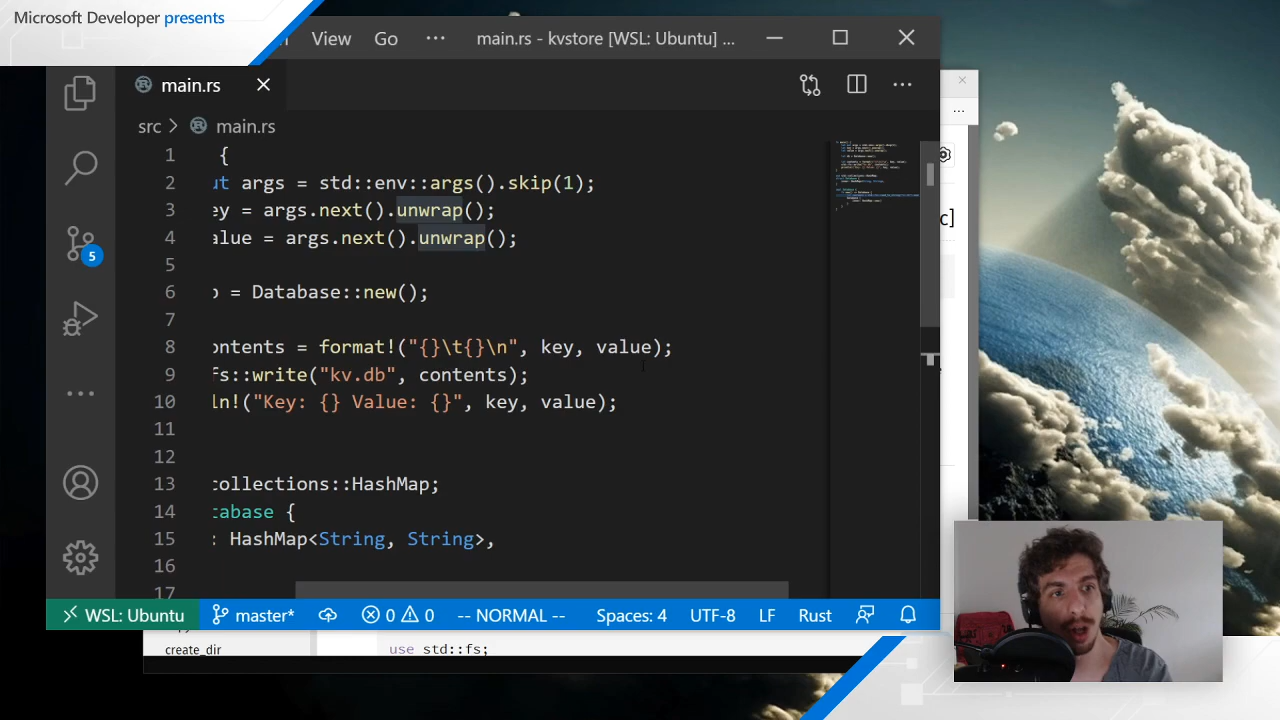 Microsoft Developer presents
View Go ··· main.rs - kvstore [WSL: Ubuntu] ...
main.rs
src > main.rs
1 {
2 ut args = std::env::args().skip(1);
3 ey = args.next().unwrap();
4 alue = args.next().unwrap();
5
6 = Database::new();
7
8 ontents = format!("{}\t{}\n", key, value);
9 fs::write("kv.db", contents);
10 ln!("Key: {} Value: {}", key, value);
11
12
13 collections::HashMap;
14 tabase {
15 : HashMap<String, String>,
16
17
5
WSL: Ubuntu master* 0 0 -- NORMAL -- Spaces: 4 UTF-8 LF Rust
create_dir use std::fs;
c]